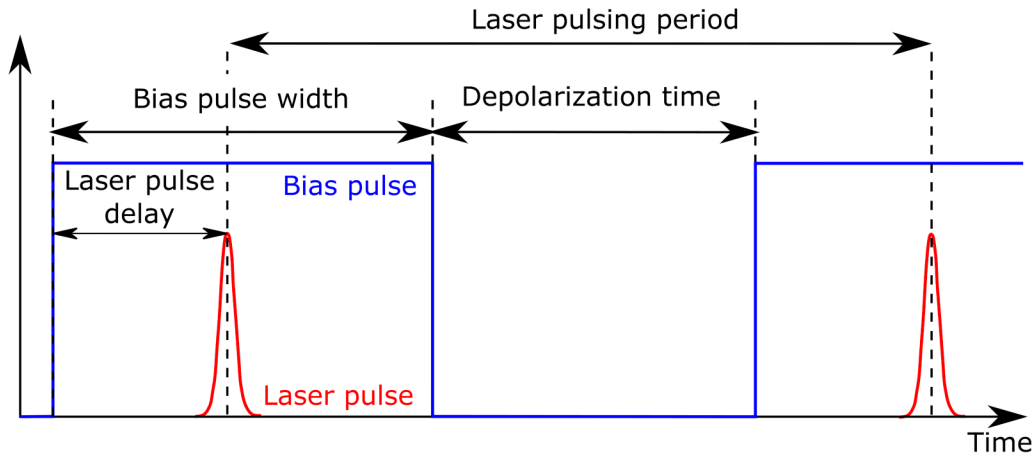 Laser pulsing period
Bias pulse width
Depolarization time
Laser pulse
delay
Bias pulse
Laser pulse
Time